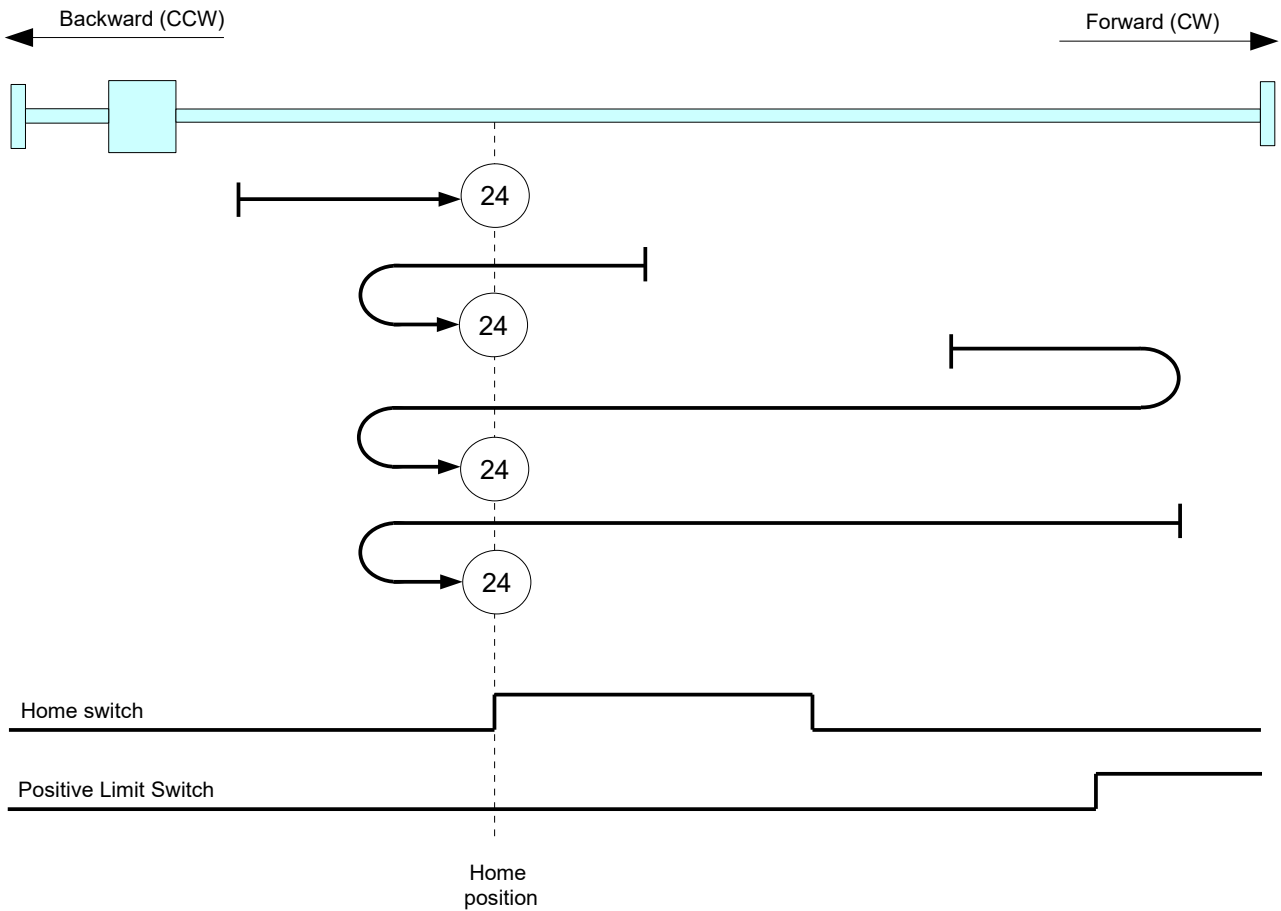 Backward (CCW)
Forward (CW)
24
24
24
24
Home switch
Positive Limit Switch
Home
position